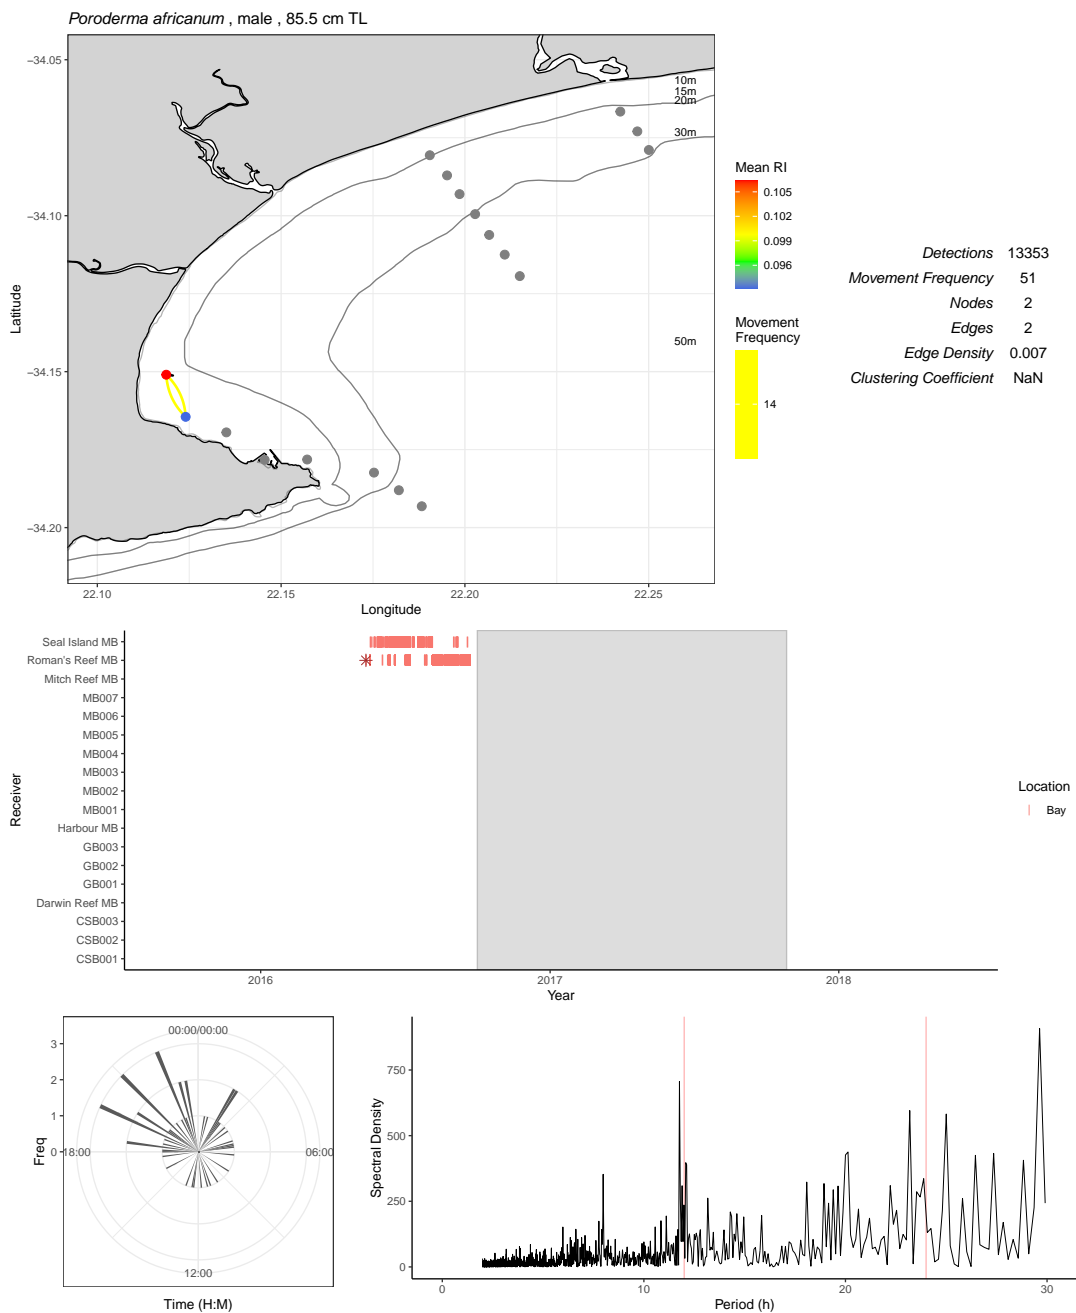 Poroderma africanum , male , 85.5 cm TL
−34.05
−34.10
−34.15
−34.20
Latitude
22.10
22.15
22.20
22.25
Longitude
10m
15m
20m
30m
50m
Mean RI
0.105
0.102
0.099
0.096
Movement
Frequency
14
Detections 13353
Movement Frequency 51
Nodes 2
Edges 2
Edge Density 0.007
Clustering Coefficient NaN
Seal Island MB
Roman's Reef MB
Mitch Reef MB
MB007
MB006
MB005
MB004
MB003
MB002
MB001
Harbour MB
GB003
GB002
GB001
Darwin Reef MB
CSB003
CSB002
CSB001
Receiver
2016
2017
2018
Year
Location
Bay
00:00/00:00
06:00
12:00
18:00
3
2
1
0
Freq
Time (H:M)
750
500
250
0
Spectral Density
0
10
20
30
Period (h)